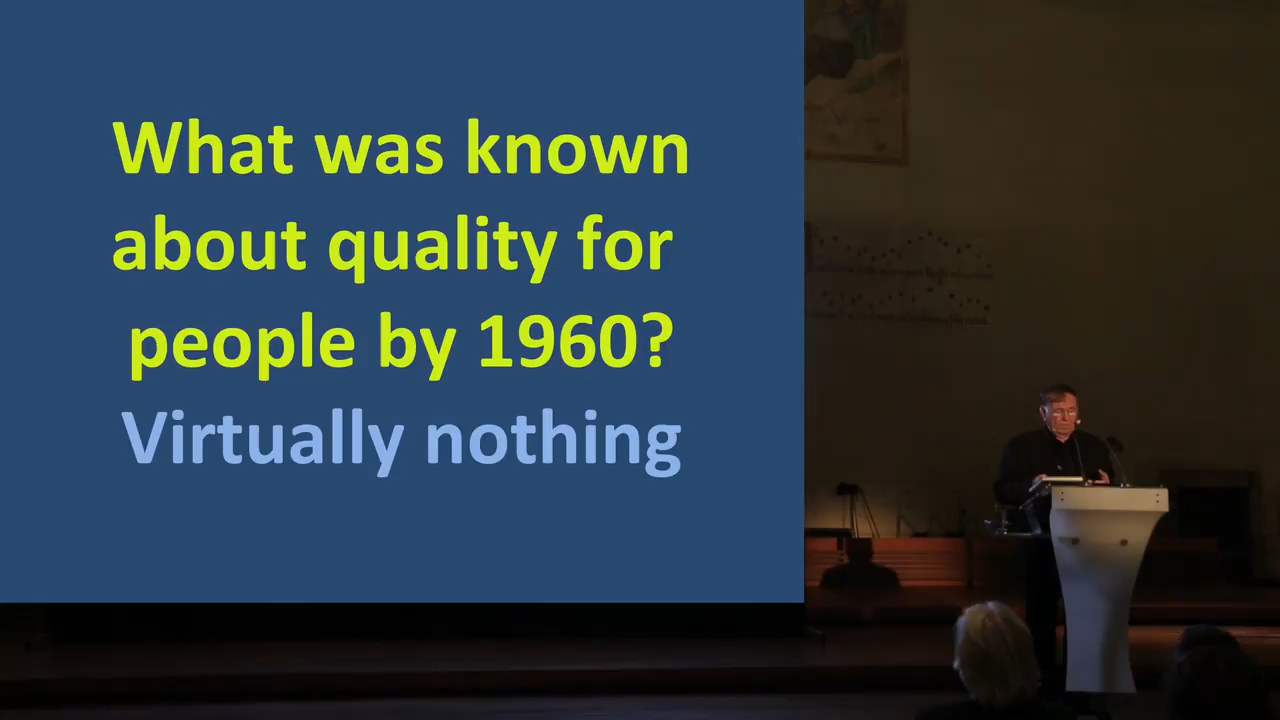 What was known
about quality for
people by 1960?
Virtually nothing